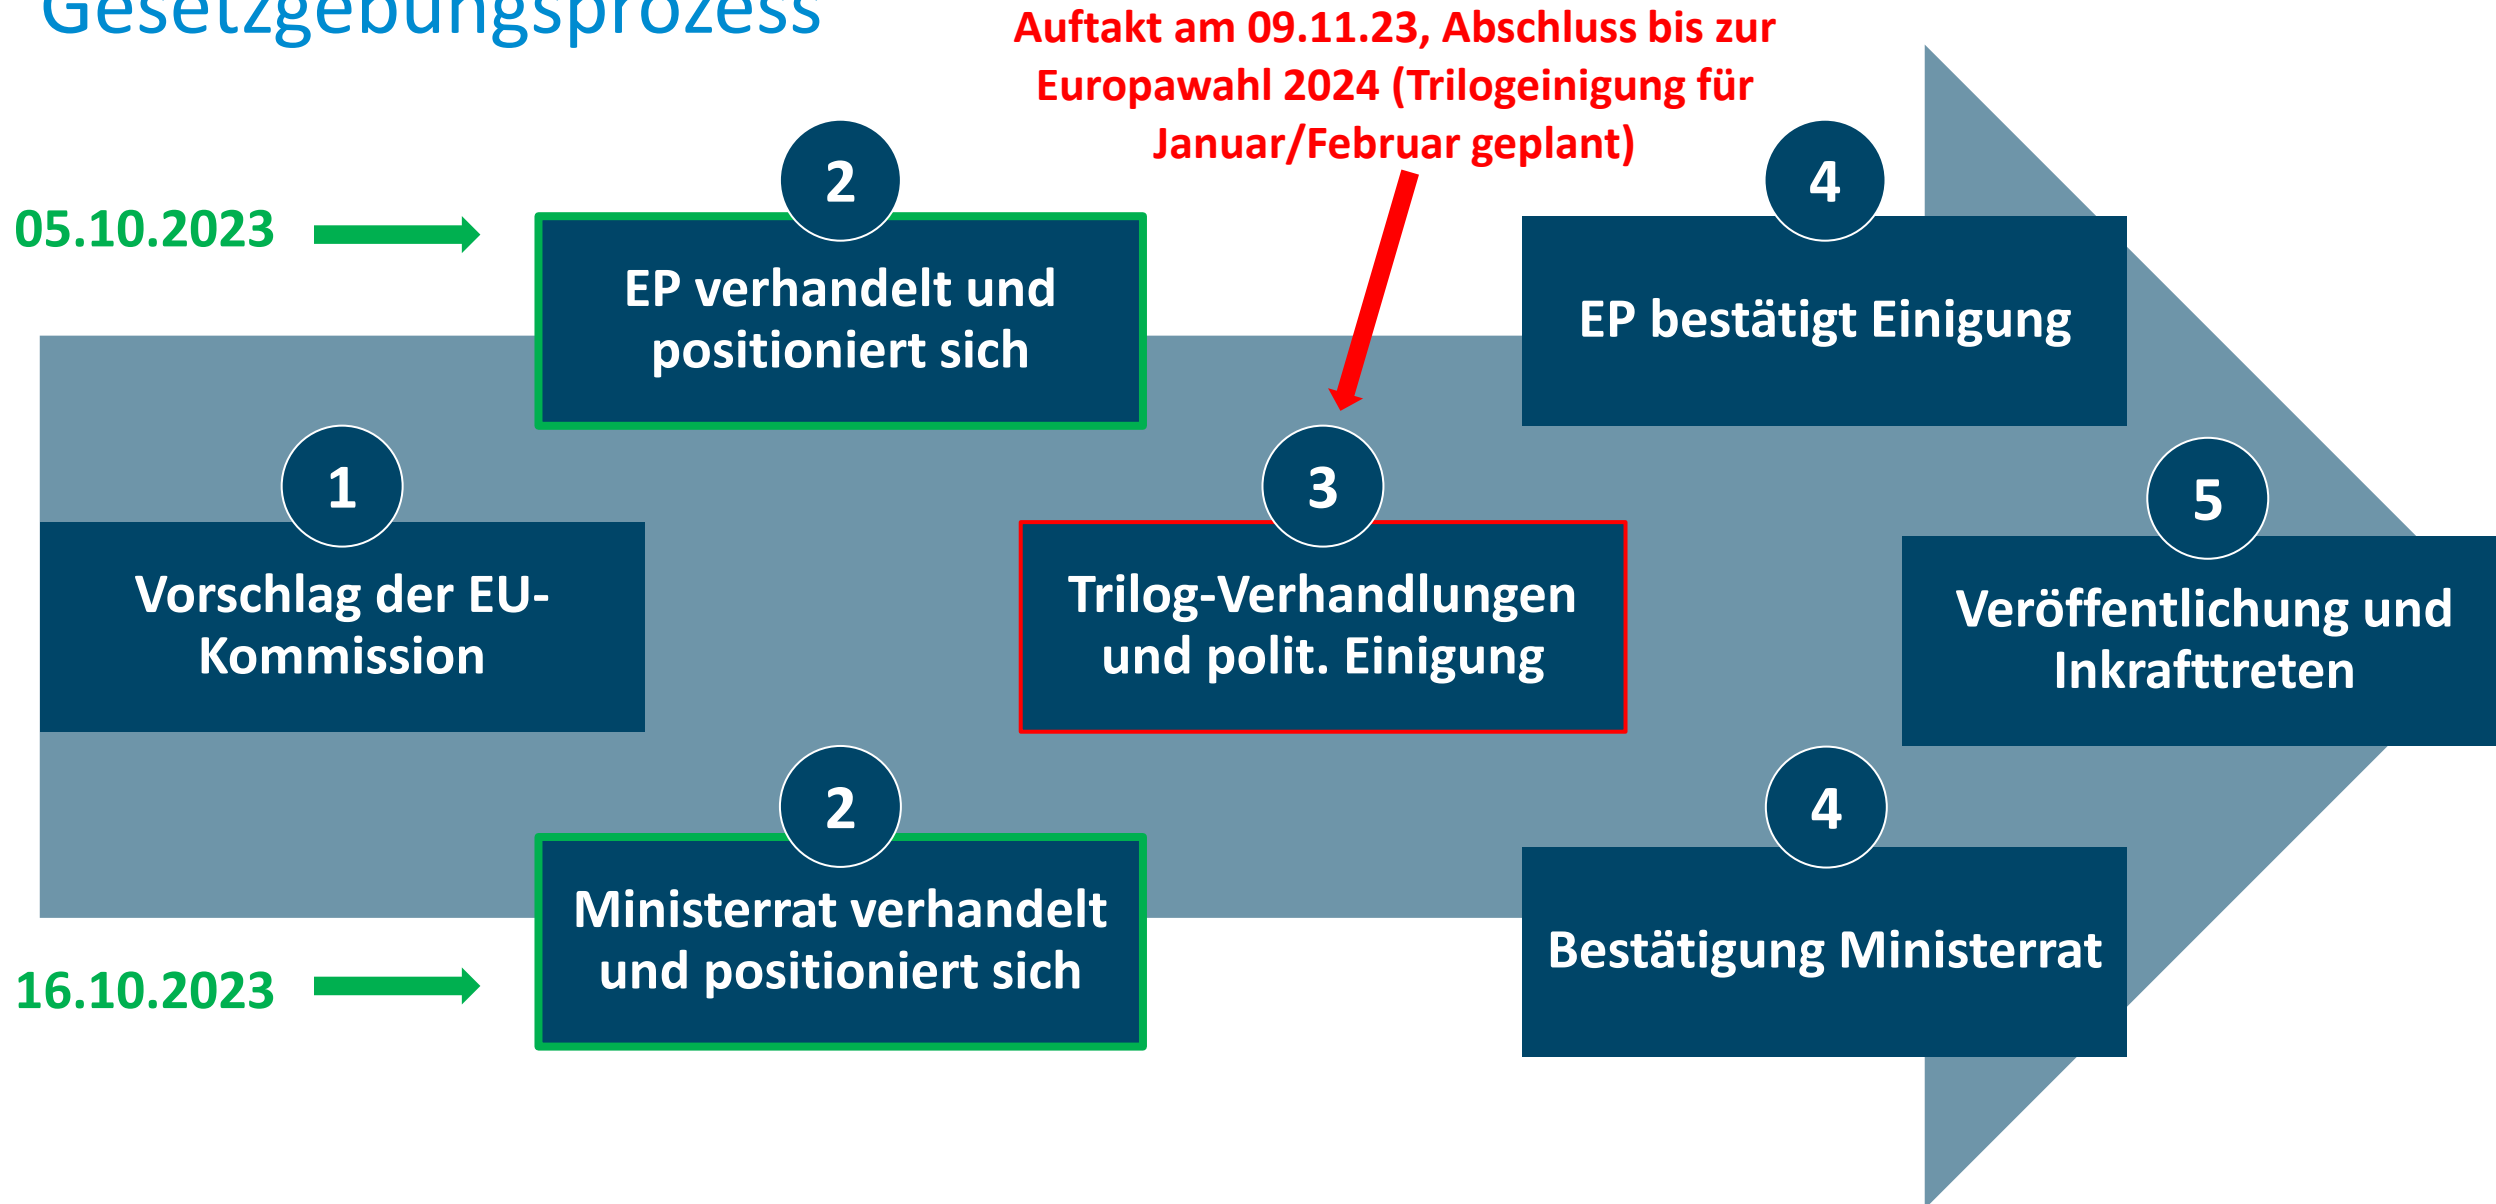 Gesetzgebungsprozess
Auftakt am 09.11.23, Abschluss bis zur
Europawahl 2024 (Trilogeinigung für
Januar/Februar geplant)
05.10.2023
2
EP verhandelt und
positioniert sich
4
EP bestätigt Einigung
1
Vorschlag der EU-
Kommission
3
Trilog-Verhandlungen
und polit. Einigung
5
Veröffentlichung und
Inkrafttreten
16.10.2023
2
Ministerrat verhandelt
und positioniert sich
4
Bestätigung Ministerrat